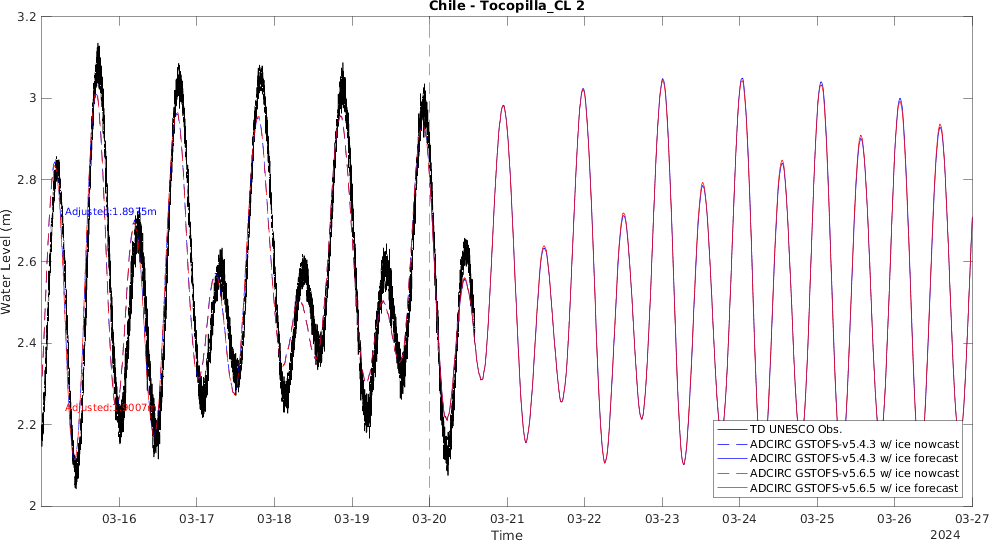 Chile - Tocopilla_CL 2
3.2
3
2.8
2.6
2.4
2.2
2
Water Level (m)
Adjusted:1.8975m
Adjusted:1.9007m
TD UNESCO Obs.
ADCIRC GSTOFS-v5.4.3 w/ ice nowcast
ADCIRC GSTOFS-v5.4.3 w/ ice forecast
ADCIRC GSTOFS-v5.6.5 w/ ice nowcast
ADCIRC GSTOFS-v5.6.5 w/ ice forecast
03-16 03-17 03-18 03-19 03-20 03-21 03-22 03-23 03-24 03-25 03-26 03-27
Time
2024